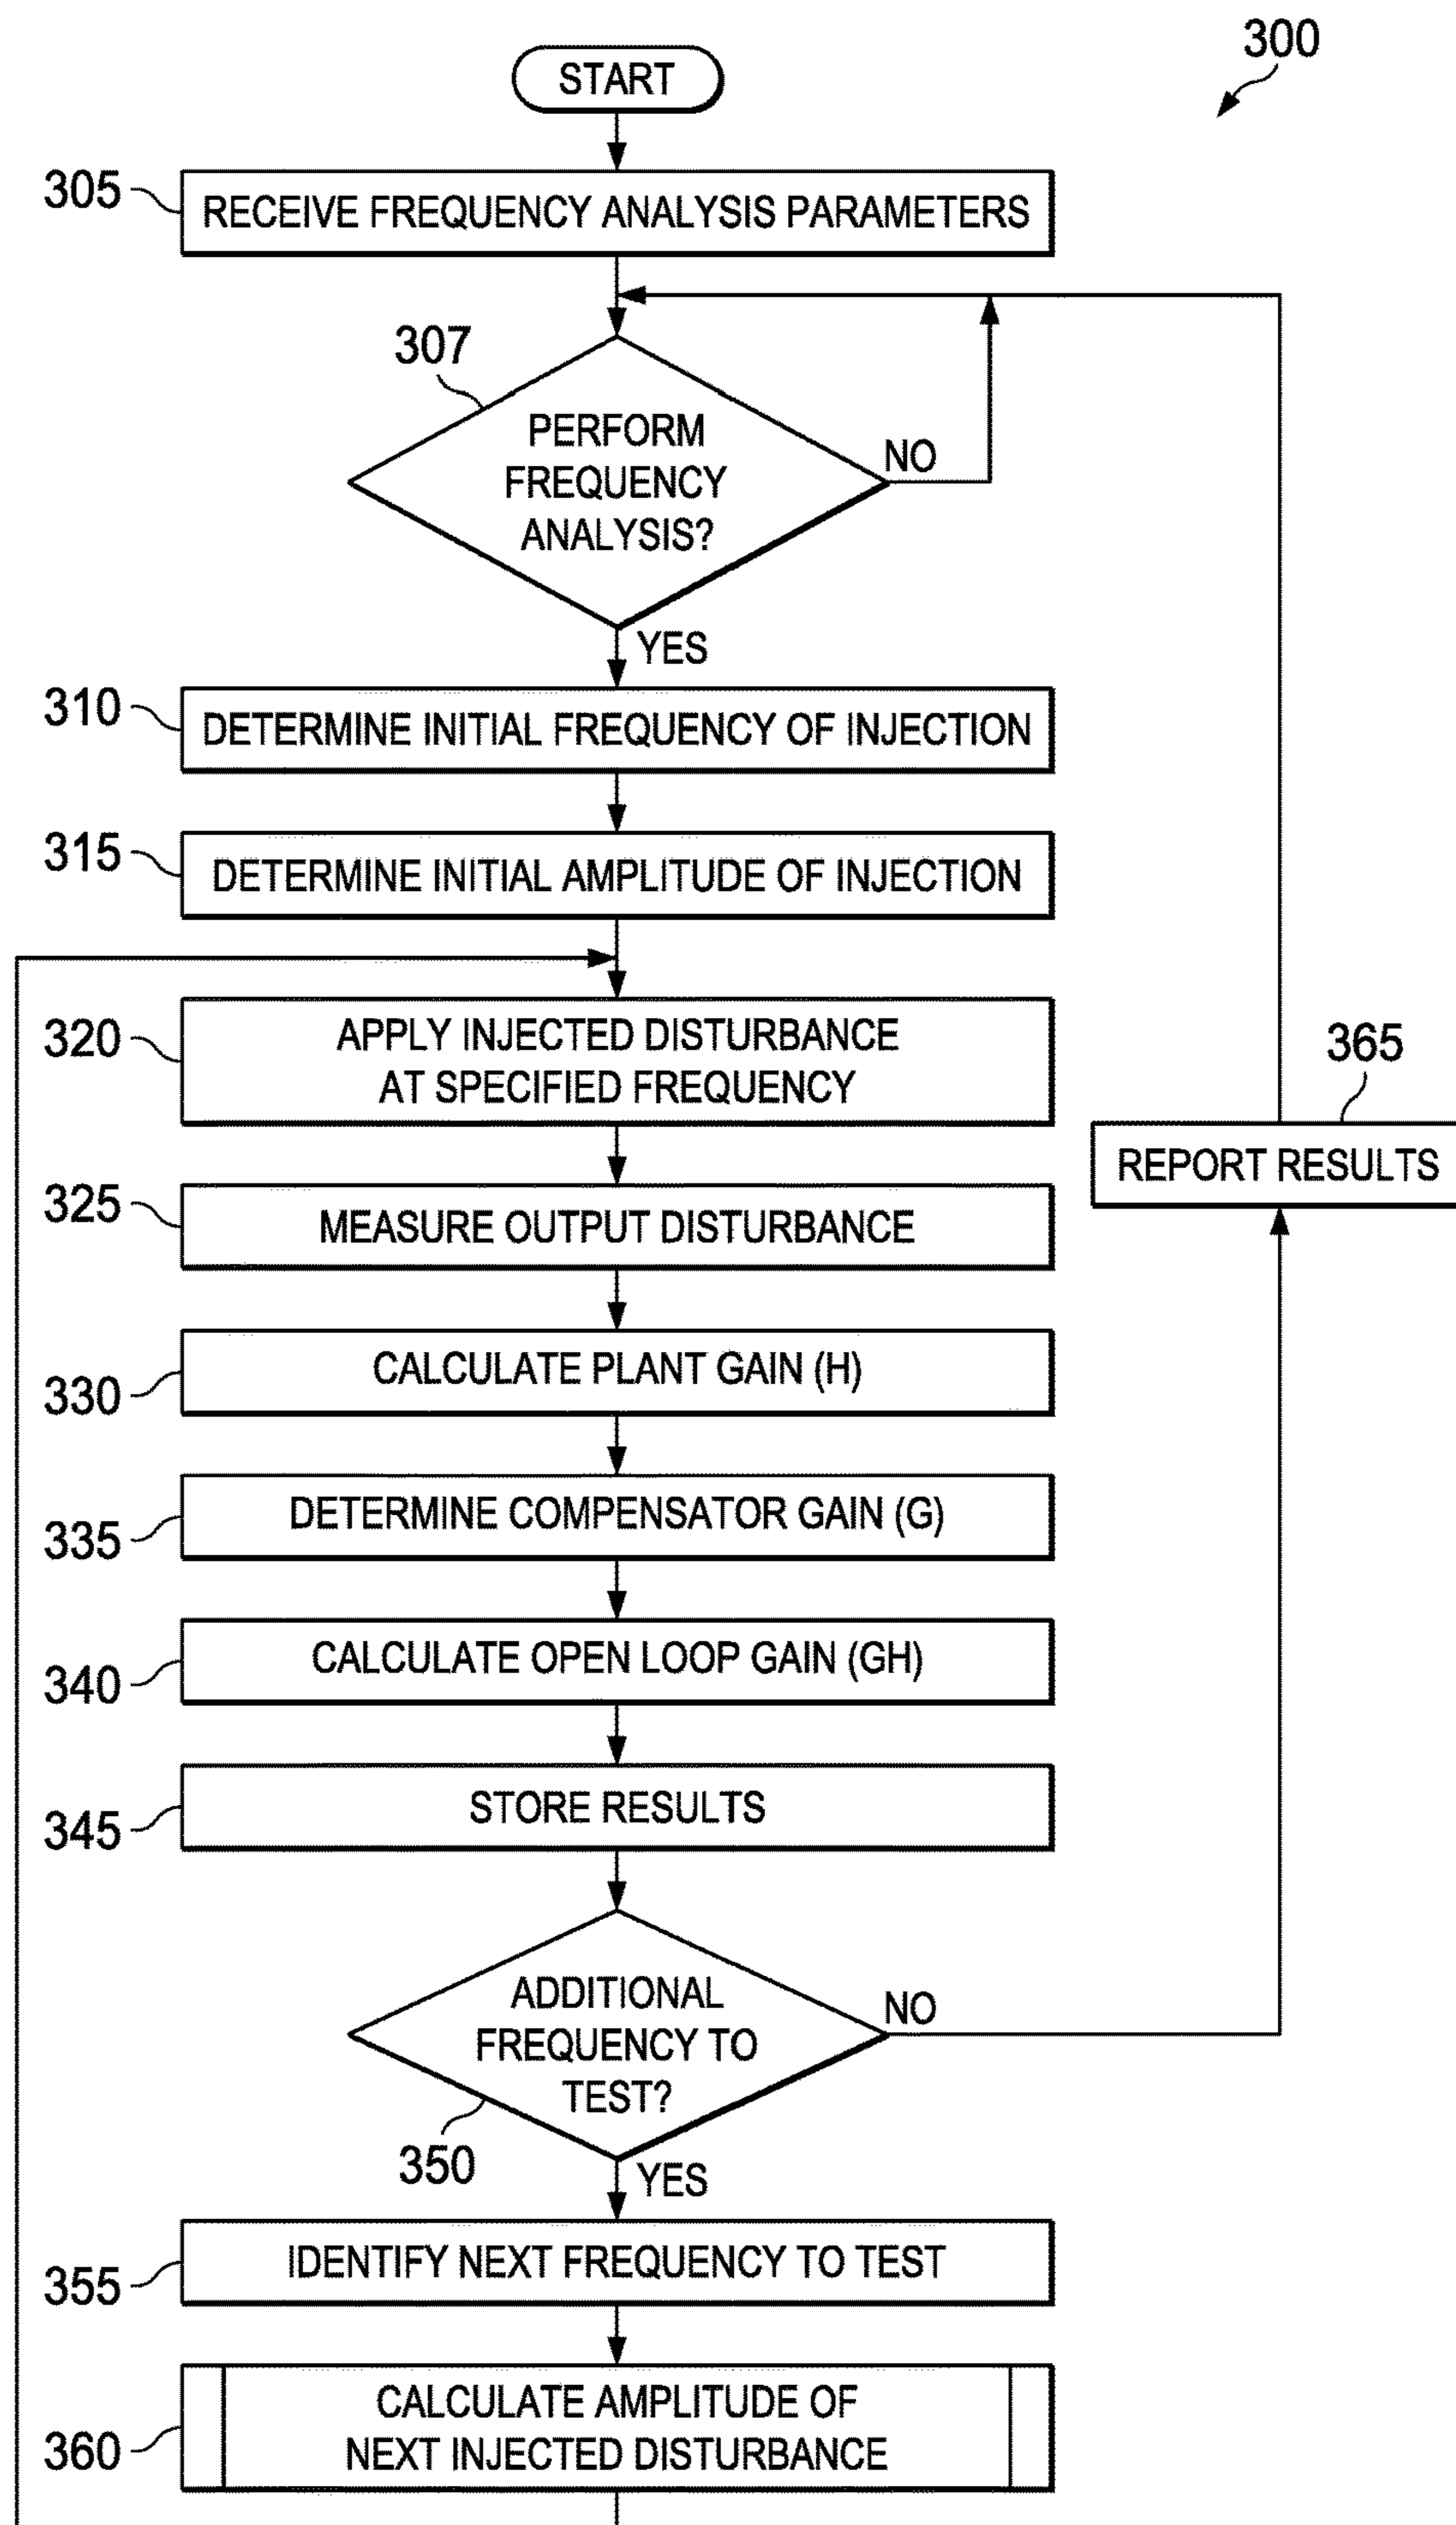 300
START
305
RECEIVE FREQUENCY ANALYSIS PARAMETERS
307
PERFORM
FREQUENCY
ANALYSIS?
NO
YES
310
DETERMINE INITIAL FREQUENCY OF INJECTION
315
DETERMINE INITIAL AMPLITUDE OF INJECTION
320
APPLY INJECTED DISTURBANCE
AT SPECIFIED FREQUENCY
365
REPORT RESULTS
325
MEASURE OUTPUT DISTURBANCE
330
CALCULATE PLANT GAIN (H)
335
DETERMINE COMPENSATOR GAIN (G)
340
CALCULATE OPEN LOOP GAIN (GH)
345
STORE RESULTS
ADDITIONAL
FREQUENCY TO
TEST?
NO
350
YES
355
IDENTIFY NEXT FREQUENCY TO TEST
360
CALCULATE AMPLITUDE OF
NEXT INJECTED DISTURBANCE